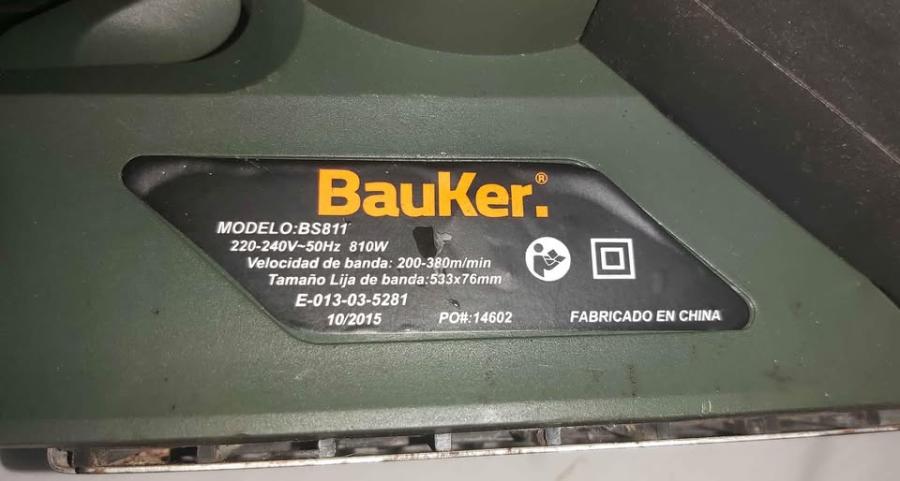 BauKer.®
MODELO:BS811
220-240V~50Hz 810W
Velocidad de banda: 200-380m/min
Tamaño Lija de banda:533x76mm
E-013-03-5281
10/2015 PO#:14602 FABRICADO EN CHINA